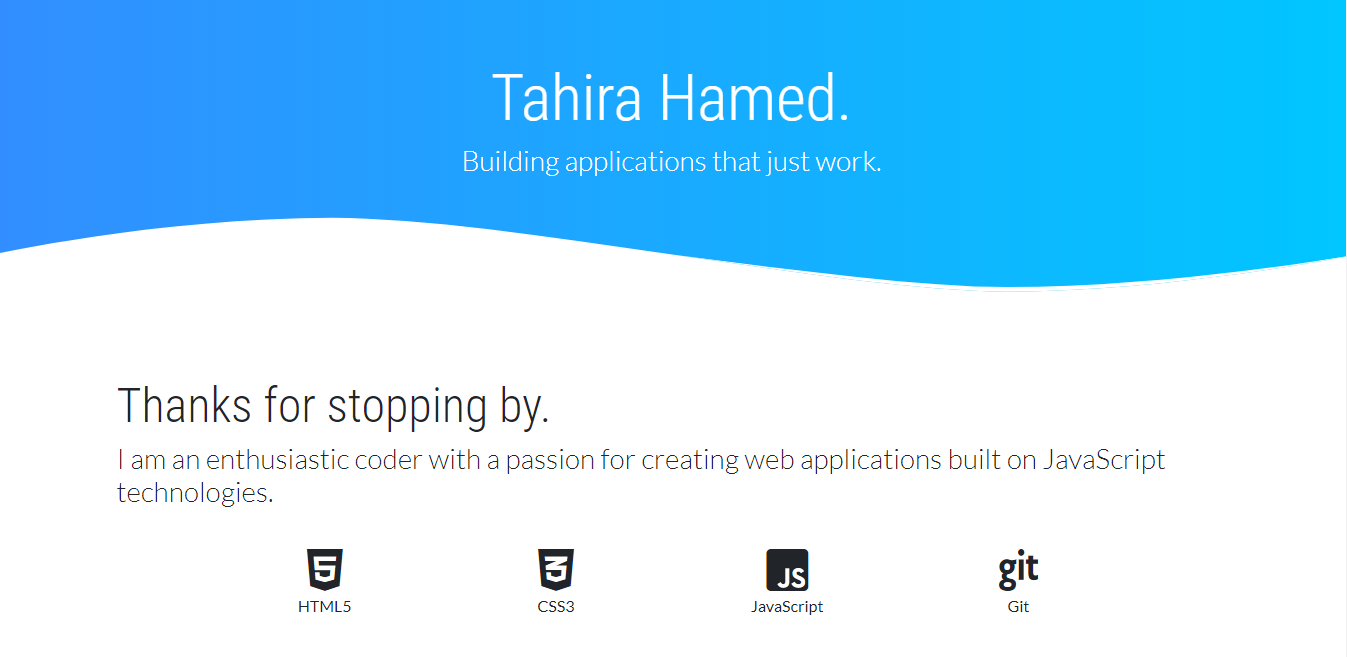 Tahira Hamed.
Building applications that just work.
Thanks for stopping by.
I am an enthusiastic coder with a passion for creating web applications built on JavaScript
technologies.
5 3 JS git
HTML5 CSS3 JavaScript Git